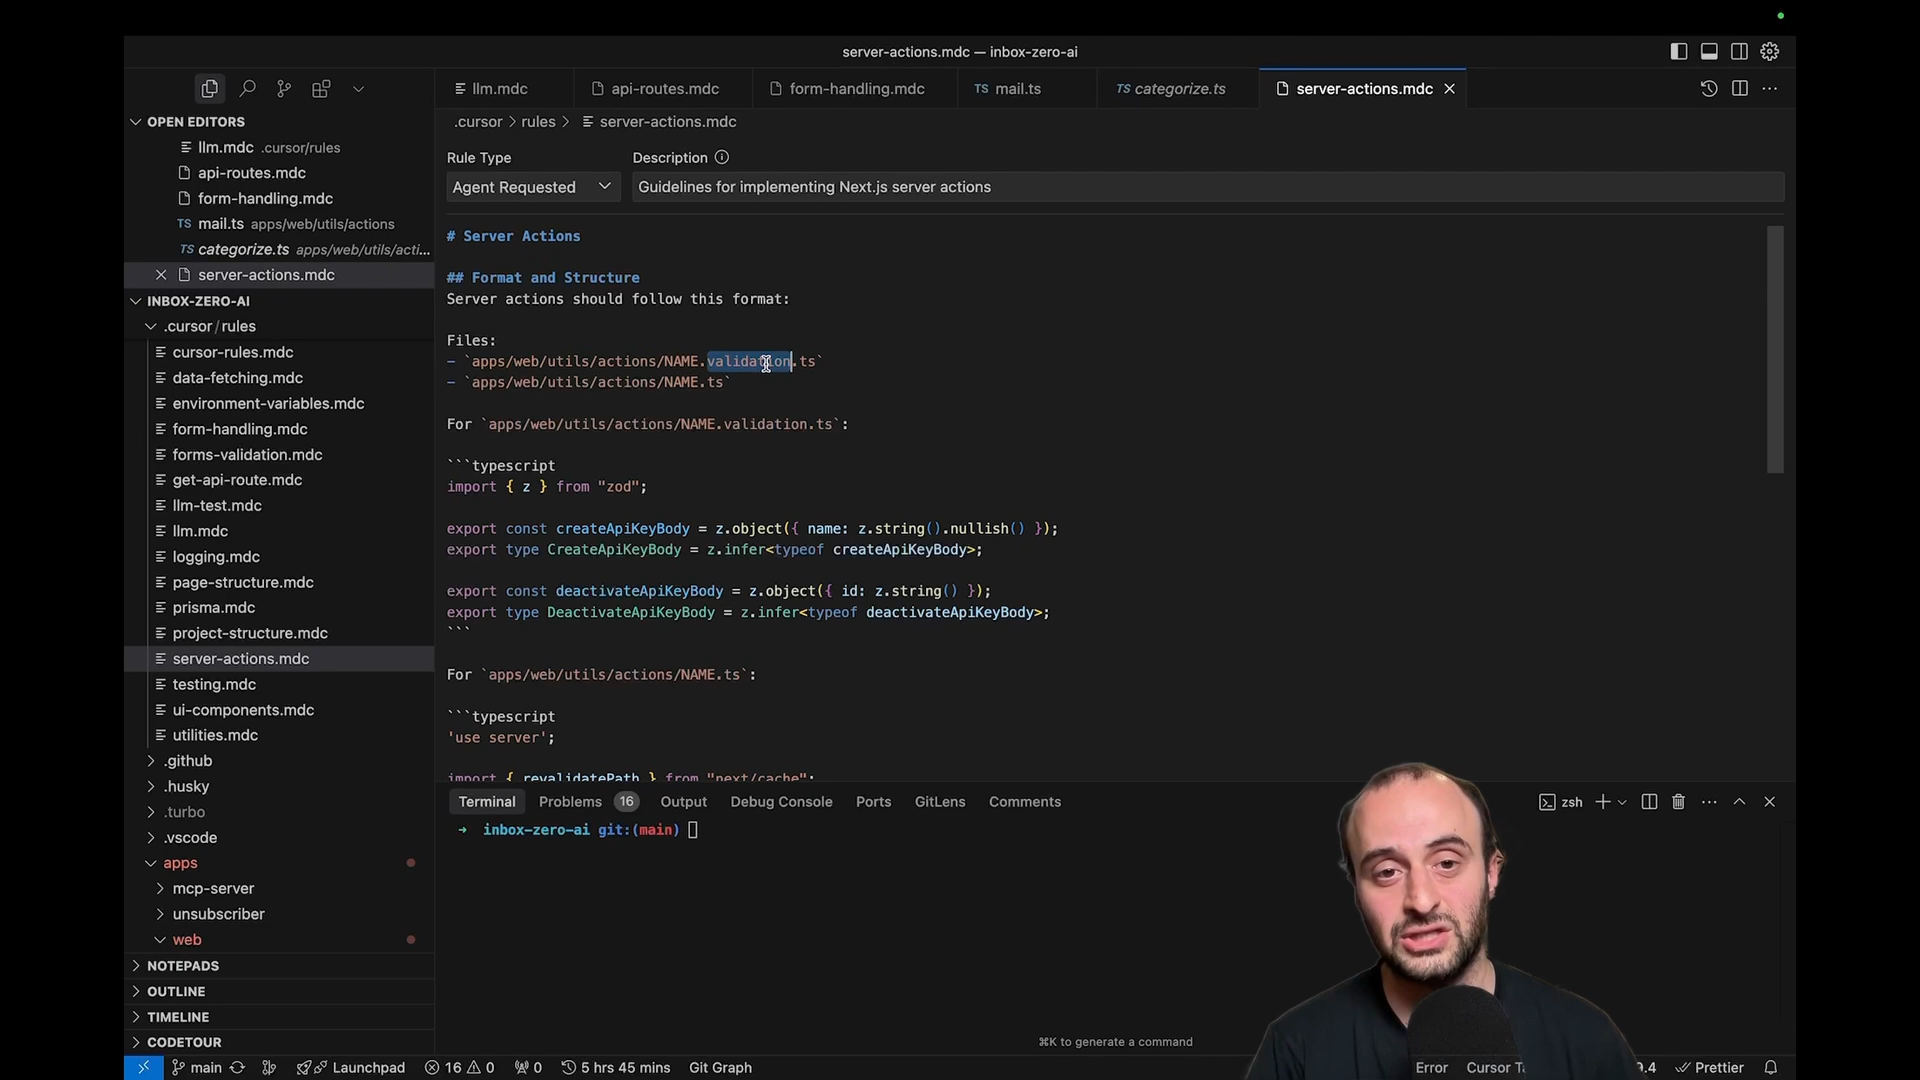 server-actions.mdc — inbox-zero-ai
llm.mdc
api-routes.mdc
form-handling.mdc
TS mail.ts
TS categorize.ts
server-actions.mdc
OPEN EDITORS
llm.mdc .cursor/rules
api-routes.mdc
form-handling.mdc
TS mail.ts apps/web/utils/actions
TS categorize.ts apps/web/utils/acti...
server-actions.mdc
INBOX-ZERO-AI
.cursor/rules
cursor-rules.mdc
data-fetching.mdc
environment-variables.mdc
form-handling.mdc
forms-validation.mdc
get-api-route.mdc
llm-test.mdc
llm.mdc
logging.mdc
page-structure.mdc
prisma.mdc
project-structure.mdc
server-actions.mdc
testing.mdc
ui-components.mdc
utilities.mdc
.github
.husky
.turbo
.vscode
apps
mcp-server
unsubscriber
web
NOTEPADS
OUTLINE
TIMELINE
CODETOUR
.cursor > rules > server-actions.mdc
Rule Type
Description
Agent Requested
Guidelines for implementing Next.js server actions
# Server Actions
## Format and Structure
Server actions should follow this format:
Files:
- `apps/web/utils/actions/NAME.validation.ts`
- `apps/web/utils/actions/NAME.ts`
For `apps/web/utils/actions/NAME.validation.ts`:
```typescript
import { z } from "zod";
export const createApiKeyBody = z.object({ name: z.string().nullish() });
export type CreateApiKeyBody = z.infer<typeof createApiKeyBody>;
export const deactivateApiKeyBody = z.object({ id: z.string() });
export type DeactivateApiKeyBody = z.infer<typeof deactivateApiKeyBody>;
```
For `apps/web/utils/actions/NAME.ts`:
```typescript
'use server';
import { revalidatePath } from "next/cache";
Terminal
Problems 16
Output
Debug Console
Ports
GitLens
Comments
zsh
→ inbox-zero-ai git:(main)
⌘K to generate a command
main
Launchpad
16
0
0
5 hrs 45 mins
Git Graph
Error
Cursor Ta
.4
Prettier